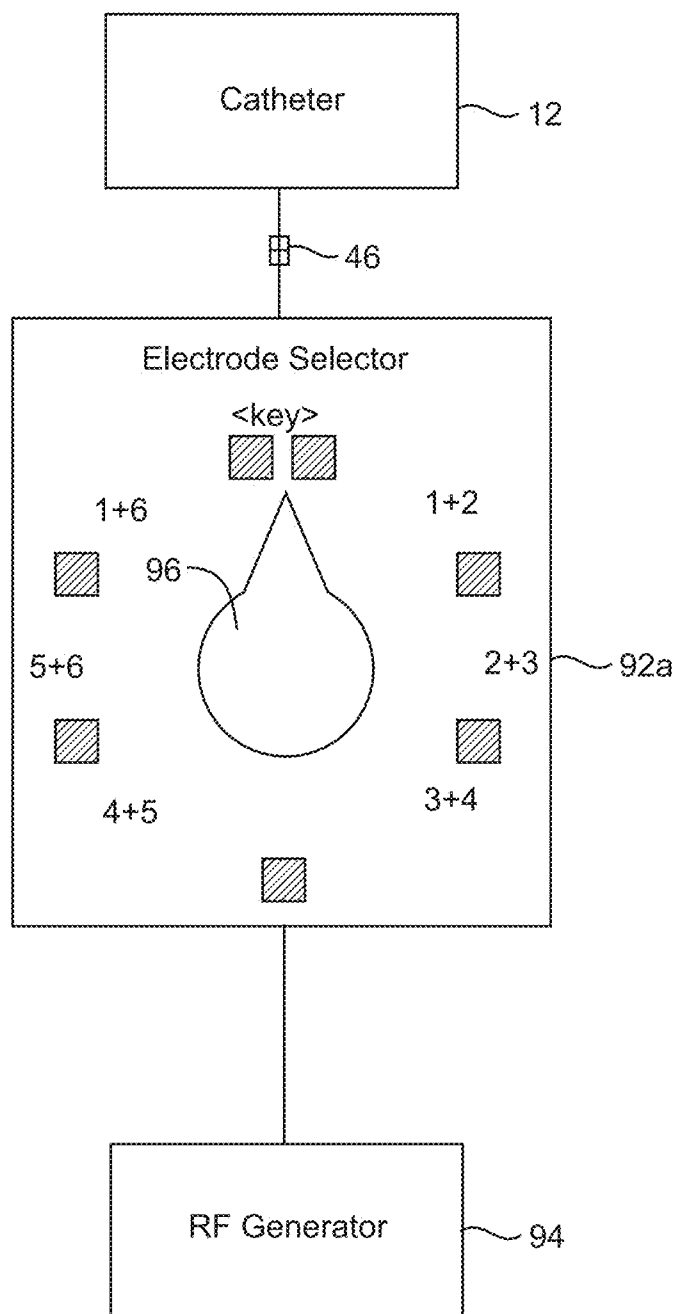 Catheter
12
46
Electrode Selector
<key>
1+6 1+2
96
5+6 2+3 92a
4+5 3+4
RF Generator
94